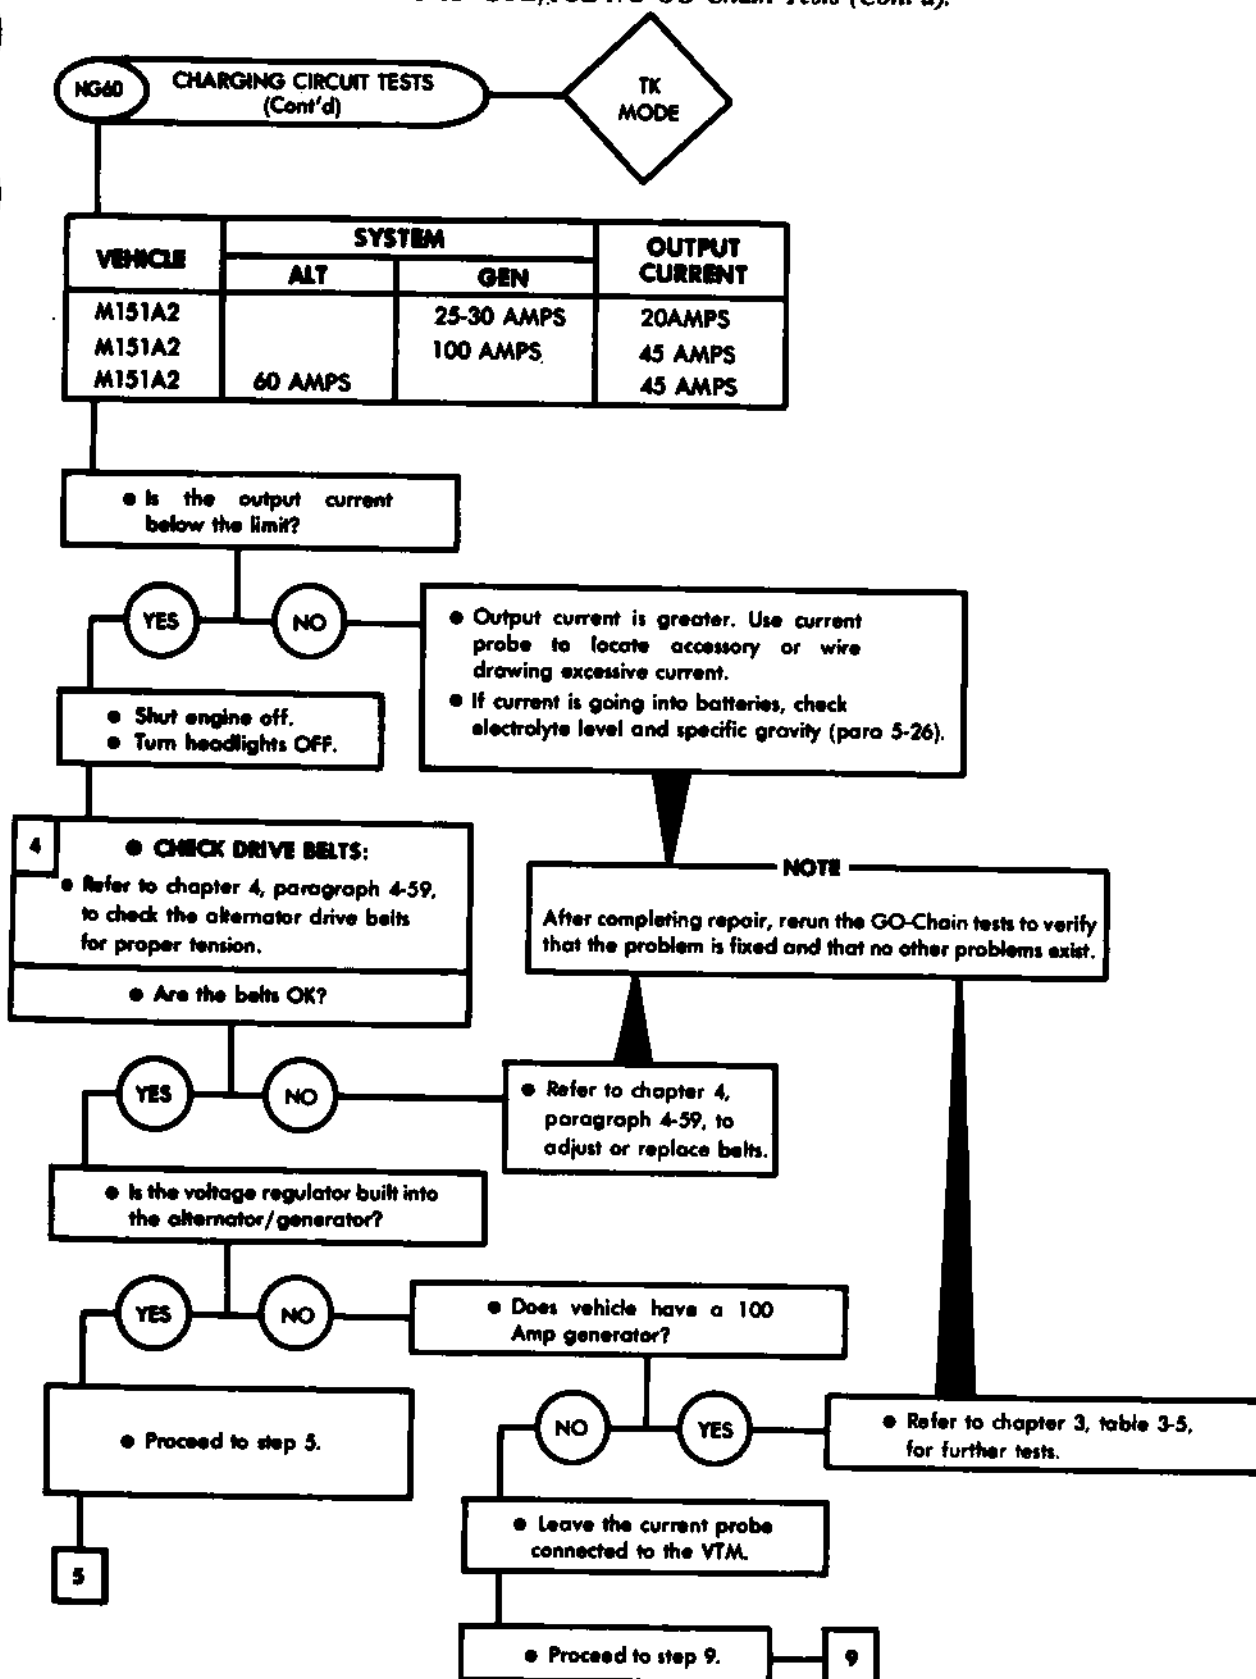 GO Chain Tests (Cont'd).
NG60
CHARGING CIRCUIT TESTS
(Cont'd)
TK
MODE
VEHICLE
SYSTEM
OUTPUT
CURRENT
ALT
GEN
M151A2
25-30 AMPS
20AMPS
M151A2
100 AMPS
45 AMPS
M151A2
60 AMPS
45 AMPS
● Is the output current
below the limit?
YES
NO
● Output current is greater. Use current
probe to locate accessory or wire
drawing excessive current.
● If current is going into batteries, check
electrolyte level and specific gravity (para 5-26).
● Shut engine off.
● Turn headlights OFF.
4
● CHECK DRIVE BELTS:
● Refer to chapter 4, paragraph 4-59,
to check the alternator drive belts
for proper tension.
● Are the belts OK?
NOTE
After completing repair, rerun the GO-Chain tests to verify
that the problem is fixed and that no other problems exist.
YES
NO
● Refer to chapter 4,
paragraph 4-59, to
adjust or replace belts.
● Is the voltage regulator built into
the alternator/generator?
YES
NO
● Does vehicle have a 100
Amp generator?
● Proceed to step 5.
NO
YES
● Refer to chapter 3, table 3-5,
for further tests.
● Leave the current probe
connected to the VTM.
5
● Proceed to step 9.
9